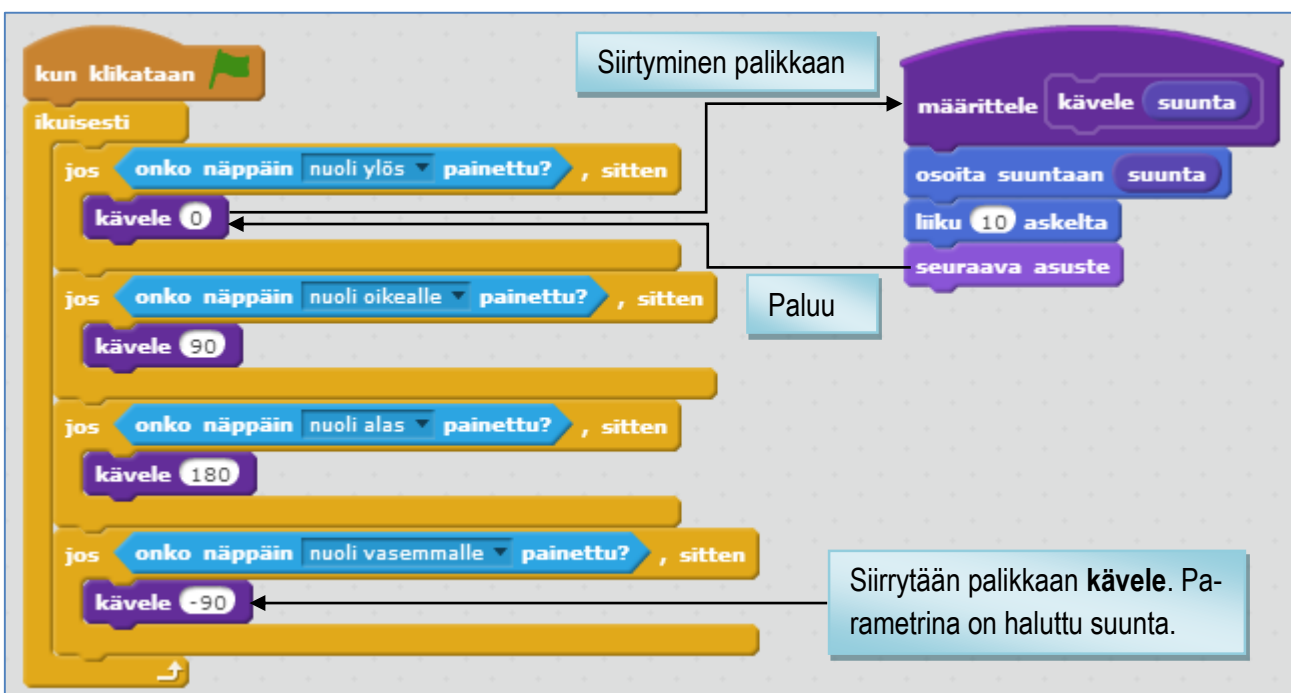 kun klikataan
ikuisesti
jos onko näppäin nuoli ylös painettu? , sitten
kävele 0
jos onko näppäin nuoli oikealle painettu? , sitten
kävele 90
jos onko näppäin nuoli alas painettu? , sitten
kävele 180
jos onko näppäin nuoli vasemmalle painettu? , sitten
kävele -90
Siirtyminen palikkaan
määrittele kävele suunta
osoita suuntaan suunta
liiku 10 askelta
seuraava asuste
Paluu
Siirrytään palikkaan kävele. Pa-
rametrina on haluttu suunta.